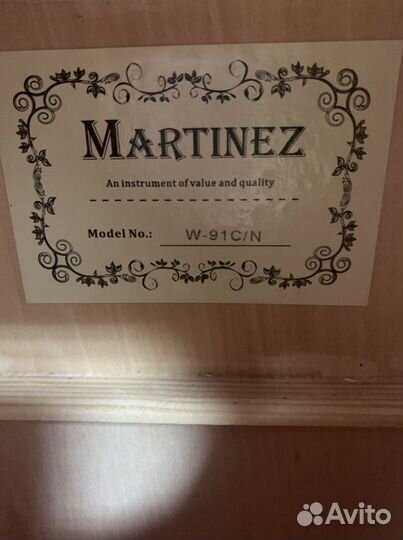 MARTINEZ
An instrument of value and quality
Model No.: W-91C/N
Avito